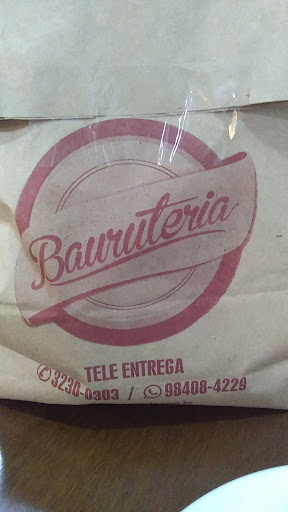 Bauruteria
TELE ENTREGA
3230-0303 / 98408-4229